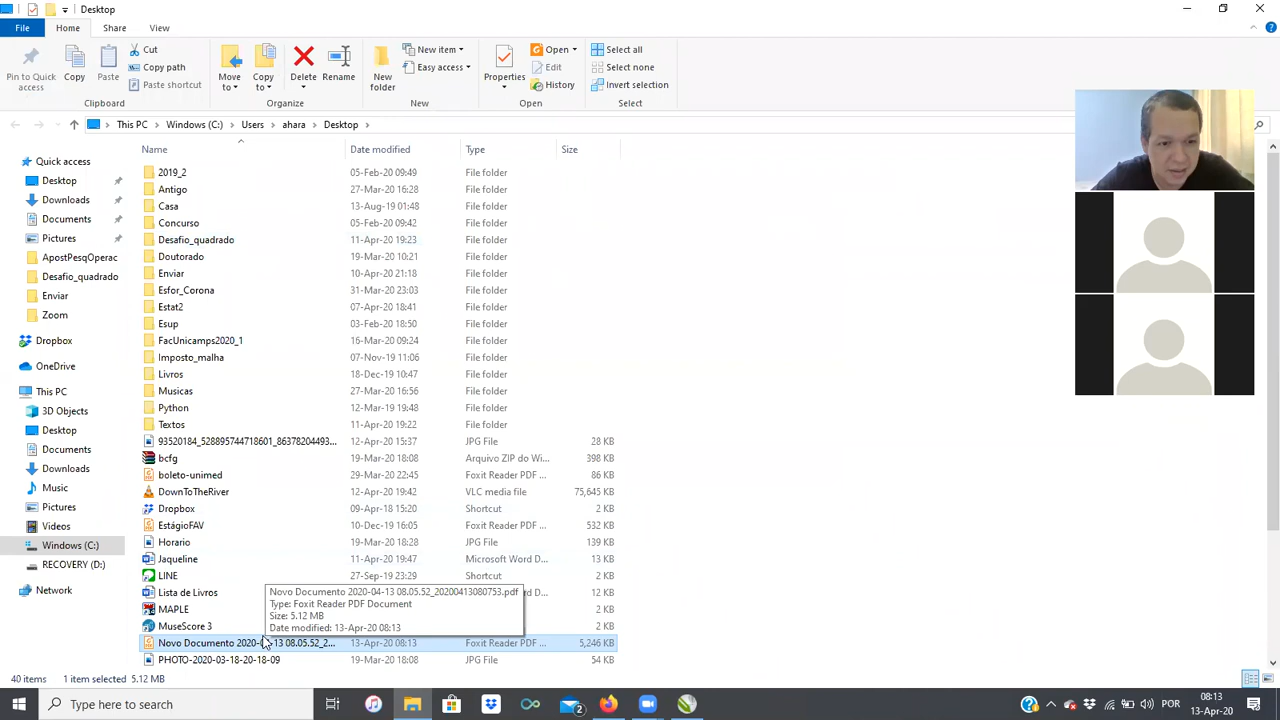 Desktop
File Home Share View
Pin to Quick access
Copy
Paste
Cut
Copy path
Paste shortcut
Clipboard
Move to
Copy to
Delete
Rename
Organize
New folder
New item
Easy access
New
Properties
Open
Edit
History
Open
Select all
Select none
Invert selection
Select
This PC > Windows (C:) > Users > ahara > Desktop >
Name Date modified Type Size
Quick access
Desktop
Downloads
Documents
Pictures
ApostPesqOperac
Desafio_quadrado
Enviar
Zoom
Dropbox
OneDrive
This PC
3D Objects
Desktop
Documents
Downloads
Music
Pictures
Videos
Windows (C:)
RECOVERY (D:)
Network
2019_2 05-Feb-20 09:49 File folder
Antigo 27-Mar-20 16:28 File folder
Casa 13-Aug-19 01:48 File folder
Concurso 05-Feb-20 09:42 File folder
Desafio_quadrado 11-Apr-20 19:23 File folder
Doutorado 19-Mar-20 10:21 File folder
Enviar 10-Apr-20 21:18 File folder
Esfor_Corona 31-Mar-20 23:03 File folder
Estat2 07-Apr-20 18:41 File folder
Esup 03-Feb-20 18:50 File folder
FacUnicamps2020_1 16-Mar-20 09:24 File folder
Imposto_malha 07-Nov-19 11:06 File folder
Livros 18-Dec-19 10:47 File folder
Musicas 27-Mar-20 16:56 File folder
Python 12-Mar-19 19:48 File folder
Textos 11-Apr-20 19:22 File folder
93520184_528895744718601_86378204493... 12-Apr-20 15:37 JPG File 28 KB
bcfg 19-Mar-20 18:08 Arquivo ZIP do Wi... 398 KB
boleto-unimed 29-Mar-20 22:45 Foxit Reader PDF ... 86 KB
DownToTheRiver 12-Apr-20 19:42 VLC media file 75,645 KB
Dropbox 09-Apr-18 15:20 Shortcut 2 KB
EstágioFAV 10-Dec-19 16:05 Foxit Reader PDF ... 532 KB
Horario 19-Mar-20 18:28 JPG File 139 KB
Jaqueline 11-Apr-20 19:47 Microsoft Word D... 13 KB
LINE 27-Sep-19 23:29 Shortcut 2 KB
Lista de Livros rd D... 12 KB
MAPLE 2 KB
MuseScore 3 2 KB
Novo Documento 2020-04-13 08.05.52_20200413080753.pdf
Type: Foxit Reader PDF Document
Size: 5.12 MB
Date modified: 13-Apr-20 08:13
Novo Documento 2020-04-13 08.05.52_2... 13-Apr-20 08:13 Foxit Reader PDF ... 5,246 KB
PHOTO-2020-03-18-20-18-09 19-Mar-20 18:08 JPG File 54 KB
40 items 1 item selected 5.12 MB
Type here to search
2
POR
08:13
13-Apr-20